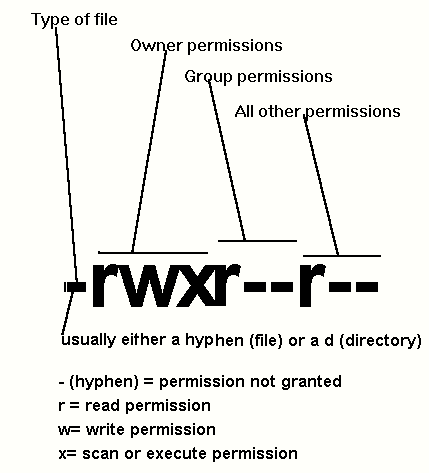 Type of file
Owner permissions
Group permissions
All other permissions
-rwxr--r--
usually either a hyphen (file) or a d (directory)
- (hyphen) = permission not granted
r = read permission
w= write permission
x= scan or execute permission